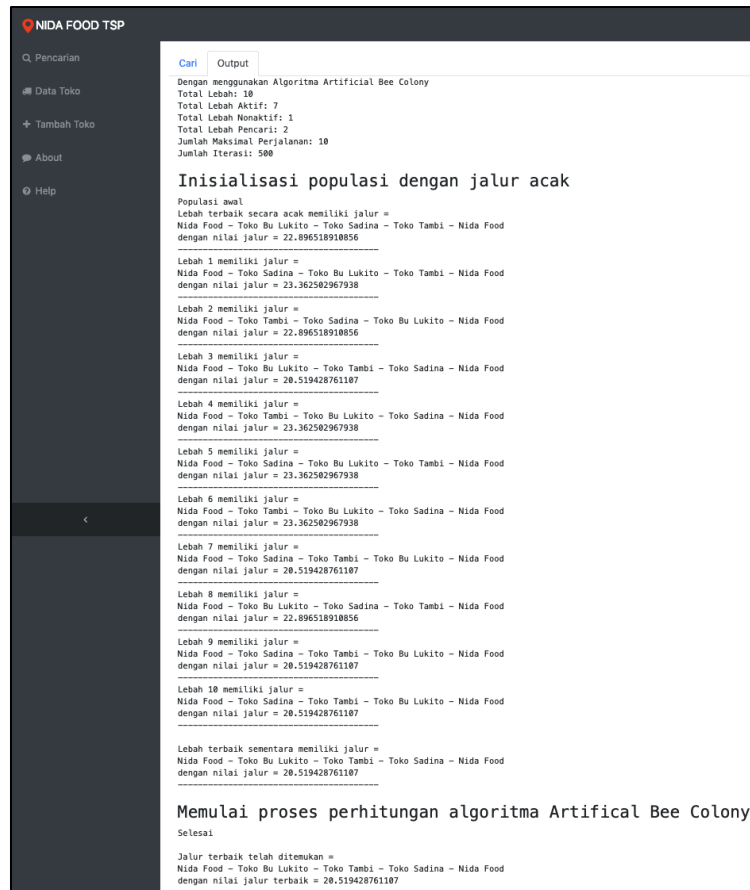 NIDA FOOD TSP
Pencarian
Data Toko
Tambah Toko
About
Help
Cari
Output
Dengan menggunakan Algoritma Artificial Bee Colony
Total Lebah: 10
Total Lebah Aktif: 7
Total Lebah Nonaktif: 1
Total Lebah Pencari: 2
Jumlah Maksimal Perjalanan: 10
Jumlah Iterasi: 500
Inisialisasi populasi dengan jalur acak
Populasi awal
Lebah terbaik secara acak memiliki jalur =
Nida Food - Toko Bu Lukito - Toko Sadina - Toko Tambi - Nida Food
dengan nilai jalur = 22.896518910856
----------------------------------------
Lebah 1 memiliki jalur =
Nida Food - Toko Sadina - Toko Bu Lukito - Toko Tambi - Nida Food
dengan nilai jalur = 23.362502967938
----------------------------------------
Lebah 2 memiliki jalur =
Nida Food - Toko Tambi - Toko Sadina - Toko Bu Lukito - Nida Food
dengan nilai jalur = 22.896518910856
----------------------------------------
Lebah 3 memiliki jalur =
Nida Food - Toko Bu Lukito - Toko Tambi - Toko Sadina - Nida Food
dengan nilai jalur = 20.519428761107
----------------------------------------
Lebah 4 memiliki jalur =
Nida Food - Toko Tambi - Toko Bu Lukito - Toko Sadina - Nida Food
dengan nilai jalur = 23.362502967938
----------------------------------------
Lebah 5 memiliki jalur =
Nida Food - Toko Sadina - Toko Bu Lukito - Toko Tambi - Nida Food
dengan nilai jalur = 23.362502967938
----------------------------------------
Lebah 6 memiliki jalur =
Nida Food - Toko Tambi - Toko Bu Lukito - Toko Sadina - Nida Food
dengan nilai jalur = 23.362502967938
----------------------------------------
Lebah 7 memiliki jalur =
Nida Food - Toko Sadina - Toko Tambi - Toko Bu Lukito - Nida Food
dengan nilai jalur = 20.519428761107
----------------------------------------
Lebah 8 memiliki jalur =
Nida Food - Toko Bu Lukito - Toko Sadina - Toko Tambi - Nida Food
dengan nilai jalur = 22.896518910856
----------------------------------------
Lebah 9 memiliki jalur =
Nida Food - Toko Sadina - Toko Tambi - Toko Bu Lukito - Nida Food
dengan nilai jalur = 20.519428761107
----------------------------------------
Lebah 10 memiliki jalur =
Nida Food - Toko Sadina - Toko Tambi - Toko Bu Lukito - Nida Food
dengan nilai jalur = 20.519428761107
----------------------------------------
Lebah terbaik sementara memiliki jalur =
Nida Food - Toko Bu Lukito - Toko Tambi - Toko Sadina - Nida Food
dengan nilai jalur = 20.519428761107
----------------------------------------
Memulai proses perhitungan algoritma Artifical Bee Colony
Selesai
Jalur terbaik telah ditemukan =
Nida Food - Toko Bu Lukito - Toko Tambi - Toko Sadina - Nida Food
dengan nilai jalur terbaik = 20.519428761107